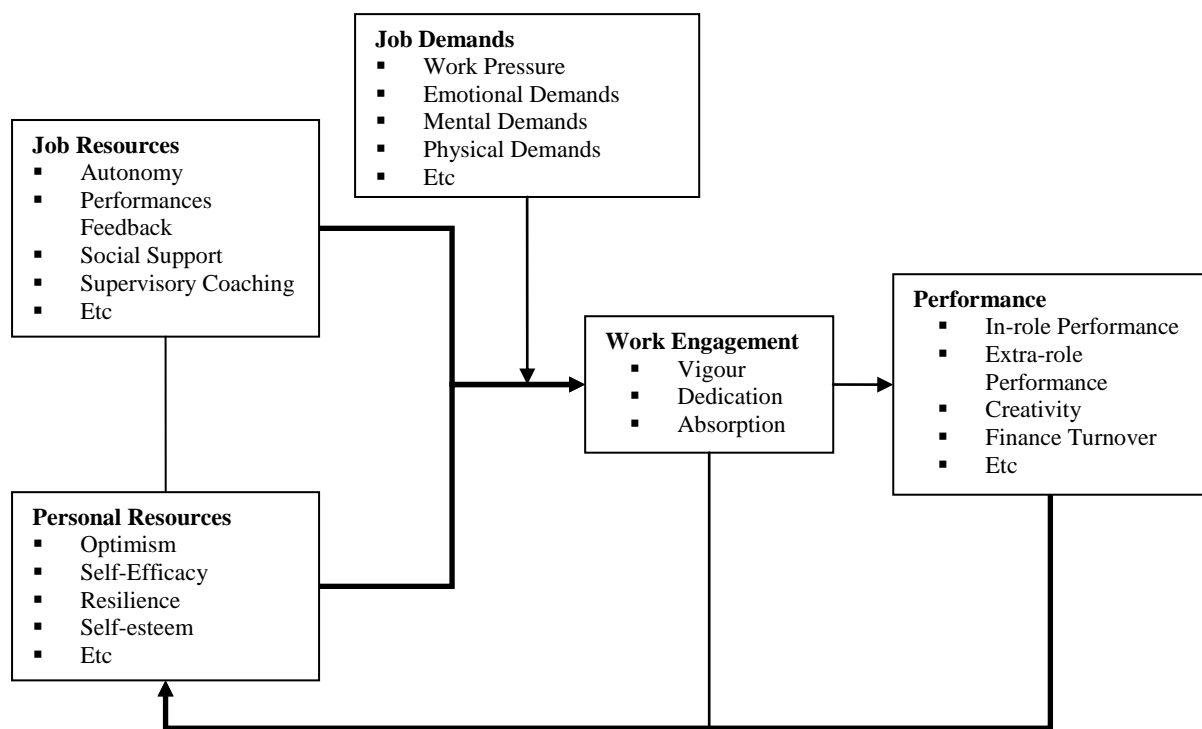 Job Demands
▪ Work Pressure
▪ Emotional Demands
▪ Mental Demands
▪ Physical Demands
▪ Etc
Job Resources
▪ Autonomy
▪ Performances
Feedback
▪ Social Support
▪ Supervisory Coaching
▪ Etc
Work Engagement
▪ Vigour
▪ Dedication
▪ Absorption
Performance
▪ In-role Performance
▪ Extra-role
Performance
▪ Creativity
▪ Finance Turnover
▪ Etc
Personal Resources
▪ Optimism
▪ Self-Efficacy
▪ Resilience
▪ Self-esteem
▪ Etc